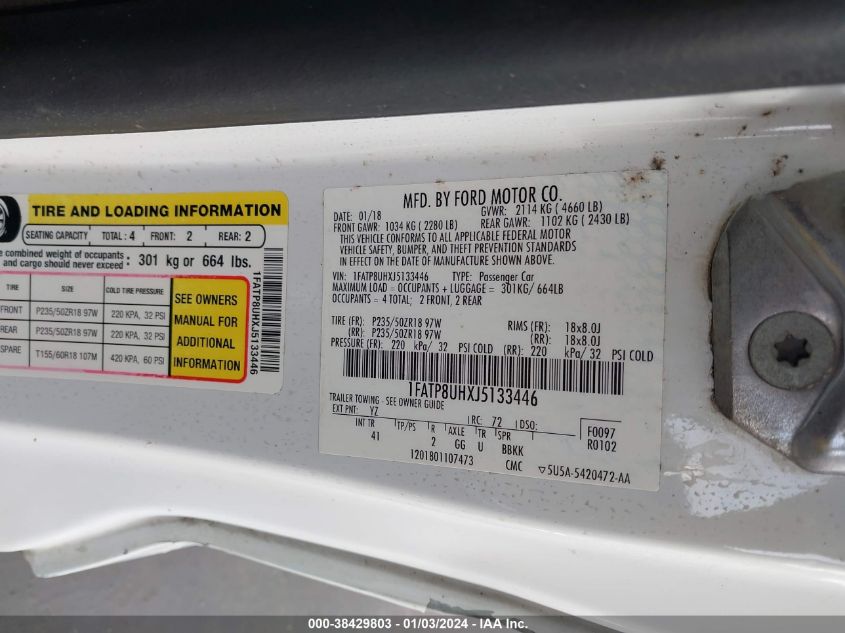 TIRE AND LOADING INFORMATION
SEATING CAPACITY TOTAL : 4 FRONT: 2 REAR: 2
combined weight of occupants
and cargo should never exceed : 301 kg or 664 lbs.
TIRE SIZE COLD TIRE PRESSURE
FRONT P235/50ZR18 97W 220 KPA, 32 PSI
REAR P235/50ZR18 97W 220 KPA, 32 PSI
SPARE T155/60R18 107M 420 KPA, 60 PSI
SEE OWNERS
MANUAL FOR
ADDITIONAL
INFORMATION
1FATP8UHXJ5133446
MFD. BY FORD MOTOR CO.
DATE: 01/18 GVWR: 2114 KG ( 4660 LB)
FRONT GAWR: 1034 KG ( 2280 LB) REAR GAWR: 1102 KG ( 2430 LB)
THIS VEHICLE CONFORMS TO ALL APPLICABLE FEDERAL MOTOR
VEHICLE SAFETY, BUMPER, AND THEFT PREVENTION STANDARDS
IN EFFECT ON THE DATE OF MANUFACTURE SHOWN ABOVE.
VIN: 1FATP8UHXJ5133446 TYPE: Passenger Car
MAXIMUM LOAD = OCCUPANTS + LUGGAGE = 301KG/ 664LB
OCCUPANTS = 4 TOTAL; 2 FRONT, 2 REAR
TIRE (FR): P235/50ZR18 97W RIMS (FR): 18x8.0J
(RR): P235/50ZR18 97W (RR): 18x8.0J
PRESSURE (FR): 220 kPa/ 32 PSI COLD (RR): 220 kPa/ 32 PSI COLD
1FATP8UHXJ5133446
TRAILER TOWING - SEE OWNER GUIDE
EXT PNT: YZ RC: 72 DSO: F0097
INT TR TP/PS R AXLE TR SPR R0102
41 2 GG U BBKK
1201801107473 CMC ▽5U5A-5420472-AA
000-38429803 - 01/03/2024 - IAA Inc.